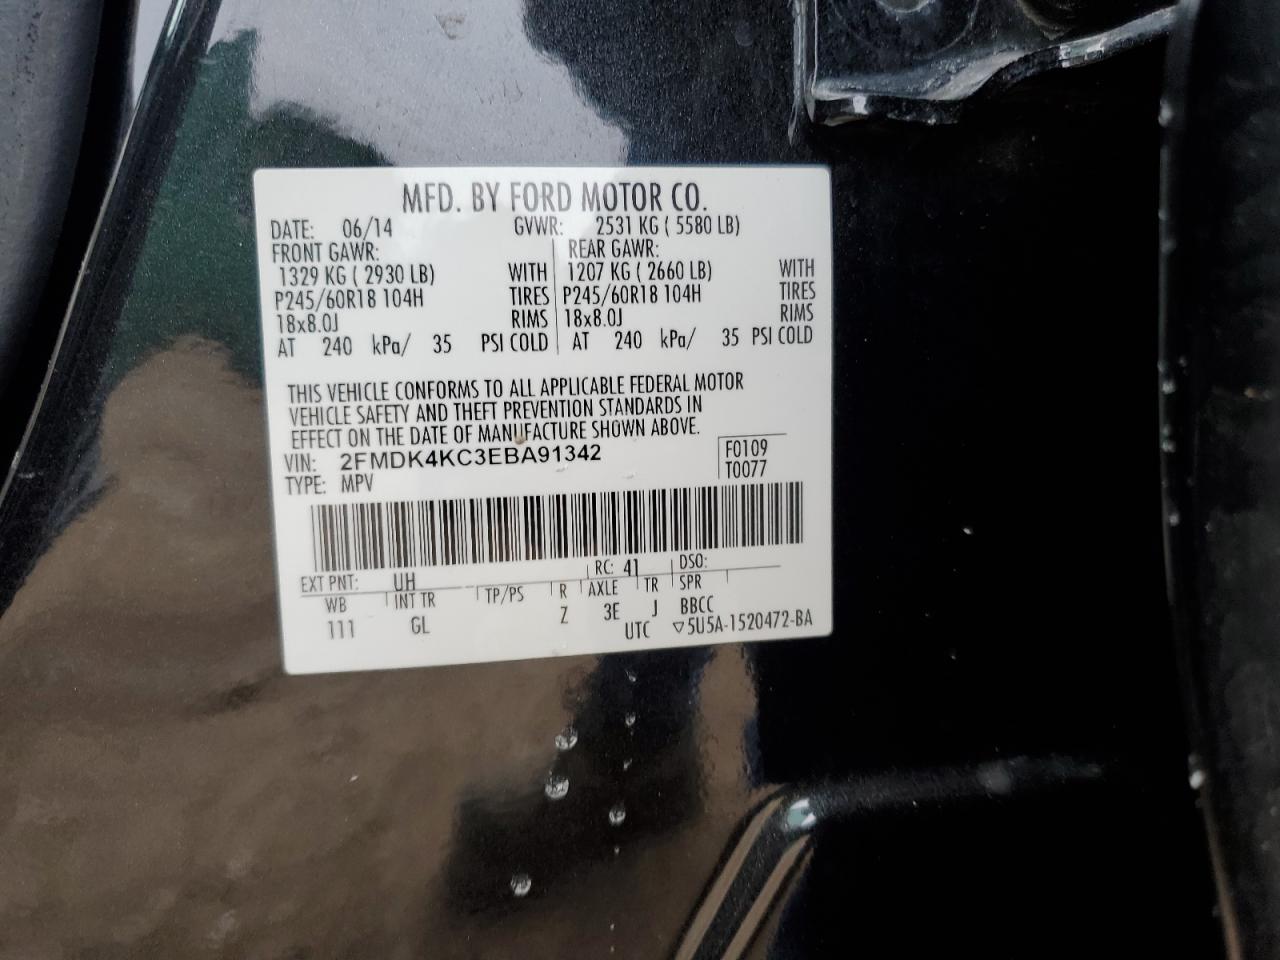 MFD. BY FORD MOTOR CO.
DATE: 06/14 GVWR: 2531 KG ( 5580 LB)
FRONT GAWR: REAR GAWR:
1329 KG ( 2930 LB) WITH 1207 KG ( 2660 LB) WITH
P245/60R18 104H TIRES P245/60R18 104H TIRES
18x8.0J RIMS 18x8.0J RIMS
AT 240 kPa/ 35 PSI COLD AT 240 kPa/ 35 PSI COLD
THIS VEHICLE CONFORMS TO ALL APPLICABLE FEDERAL MOTOR
VEHICLE SAFETY AND THEFT PREVENTION STANDARDS IN
EFFECT ON THE DATE OF MANUFACTURE SHOWN ABOVE.
VIN: 2FMDK4KC3EBA91342 F0109
TYPE: MPV T0077
EXT PNT: UH RC: 41 DSO:
WB INT TR TP/PS R AXLE TR SPR
111 GL Z 3E J BBCC
UTC ▽5U5A-1520472-BA